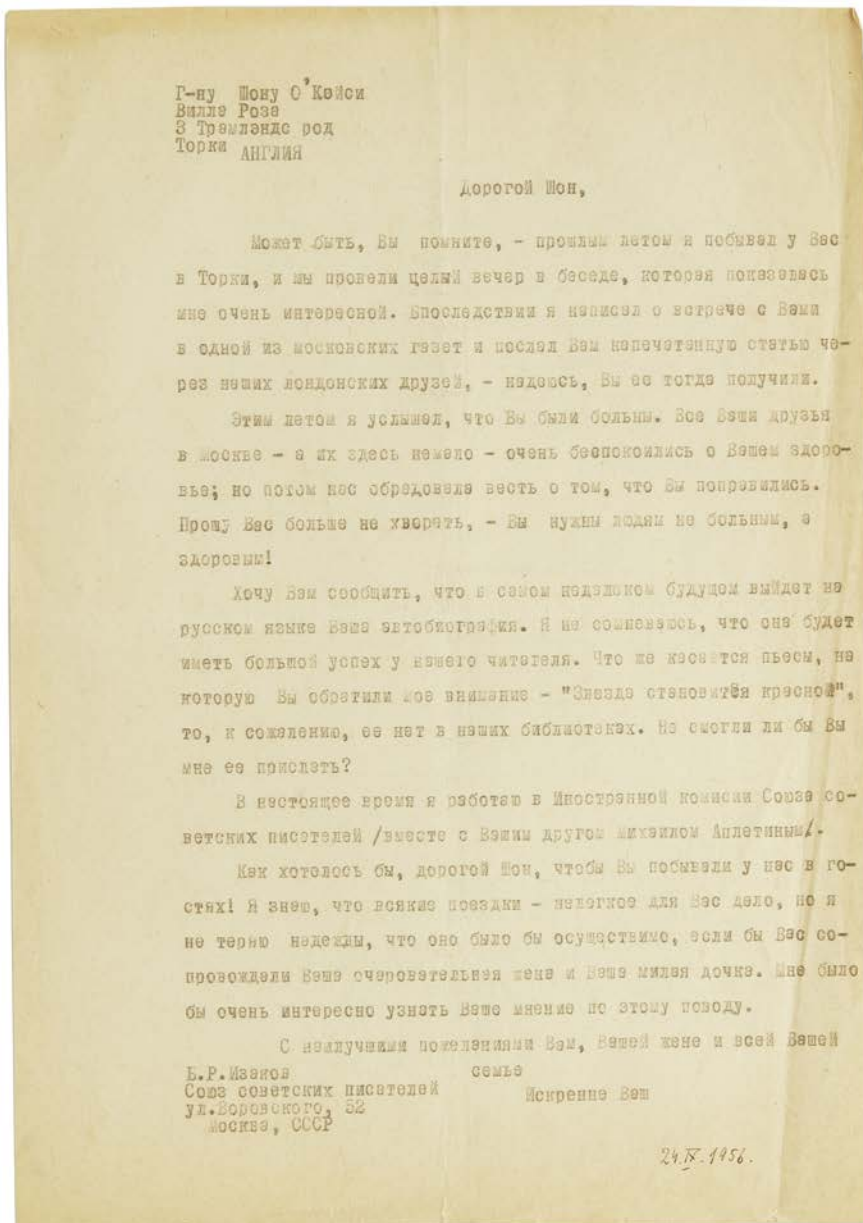 Г-ну Шону О'Кейси
Вилла Роза
3 Трамлэндс род
Торки АНГЛИЯ
Дорогой Шон,
Может быть, Вы помните, - прошлым летом я побывал у Вас
в Торки, и мы провели целый вечер в беседе, которая показалась
мне очень интересной. Впоследствии я написал о встрече с Вами
в одной из московских газет и послал Вам напечатанную статью че-
рез наших лондонских друзей, - надеюсь, Вы ее тогда получили.
Этим летом я услышал, что Вы были больны. Все Ваши друзья
в Москве - а их здесь немало - очень беспокоились о Вашем здоро-
вье; но потом нас обрадовала весть о том, что Вы поправились.
Прошу Вас больше не хворать, - Вы нужны людям не больным, а
здоровым!
Хочу Вам сообщить, что в самом недалеком будущем выйдет на
русском языке Ваша автобиография. Я не сомневаюсь, что она будет
иметь большой успех у нашего читателя. Что же касается пьесы, на
которую Вы обратили мое внимание - "Звезда становится красной",
то, к сожалению, ее нет в наших библиотеках. Не смогли ли бы Вы
мне ее прислать?
В настоящее время я работаю в Иностранной комисии Союза со-
ветских писателей /вместе с Вашим другом Михаилом Аплетиным/.
Как хотелось бы, дорогой Шон, чтобы Вы побывали у нас в го-
стях! Я знаю, что всякие поездки - нелегкое для Вас дело, но я
не теряю надежды, что оно было бы осуществимо, если бы Вас со-
провождали Ваша очаровательная жена и Ваша милая дочка. Мне было
бы очень интересно узнать Ваше мнение по этому поводу.
С наилучшими пожеланиями Вам, Вашей жене и всей Вашей
семье
Б.Р.Изаков
Союз советских писателей
Искренне Ваш
ул.Воровского, 52
Москва, СССР
24.IX.1956.